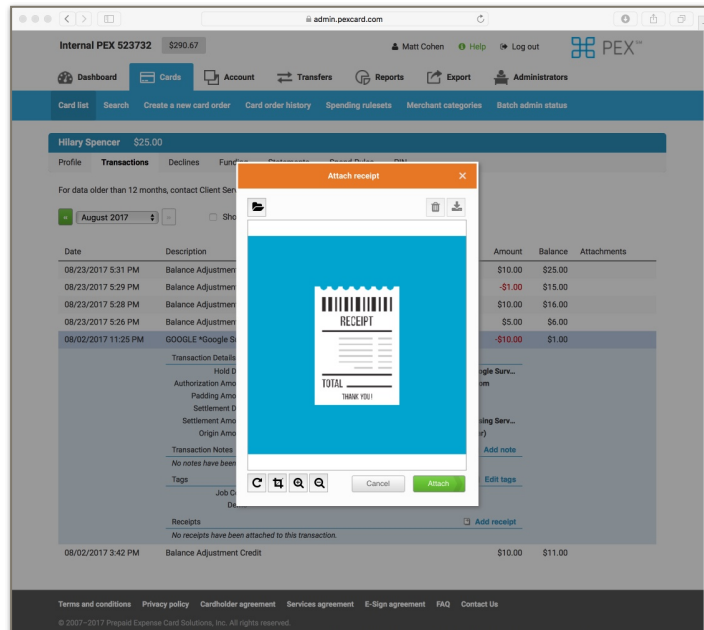 admin.pexcard.com
Internal PEX 523732 $290.67 Matt Cohen Help Log out PEX
Dashboard Cards Account Transfers Reports Export Administrators
Card list Search Create a new card order Card order history Spending rulesets Merchant categories Batch admin status
Hilary Spencer $25.00
Profile Transactions Declines
Attach receipt
For data older than 12 months, contact Client
August 2017
Date Description Amount Balance Attachments
08/23/2017 5:31 PM Balance Adjustmen $10.00 $25.00
08/23/2017 5:29 PM Balance Adjustmen -$1.00 $15.00
08/23/2017 5:28 PM Balance Adjustmen $10.00 $16.00
08/23/2017 5:26 PM Balance Adjustmen $5.00 $6.00
08/02/2017 11:25 PM GOOGLE *Google -$10.00 $1.00
RECEIPT
TOTAL
THANK YOU!
Transaction Details
Hold D
Authorization Amo
Padding Amo
Settlement D
Settlement Amo
Origin Amo
Transaction Notes Add note
No notes have been
Tags Edit tags
Job C
Cancel Attach
Receipts Add receipt
No receipts have been attached to this transaction.
08/02/2017 3:42 PM Balance Adjustment Credit $10.00 $11.00
Terms and conditions Privacy policy Cardholder agreement Services agreement E-Sign agreement FAQ Contact Us
© 2007–2017 Prepaid Expense Card Solutions, Inc. All rights reserved.